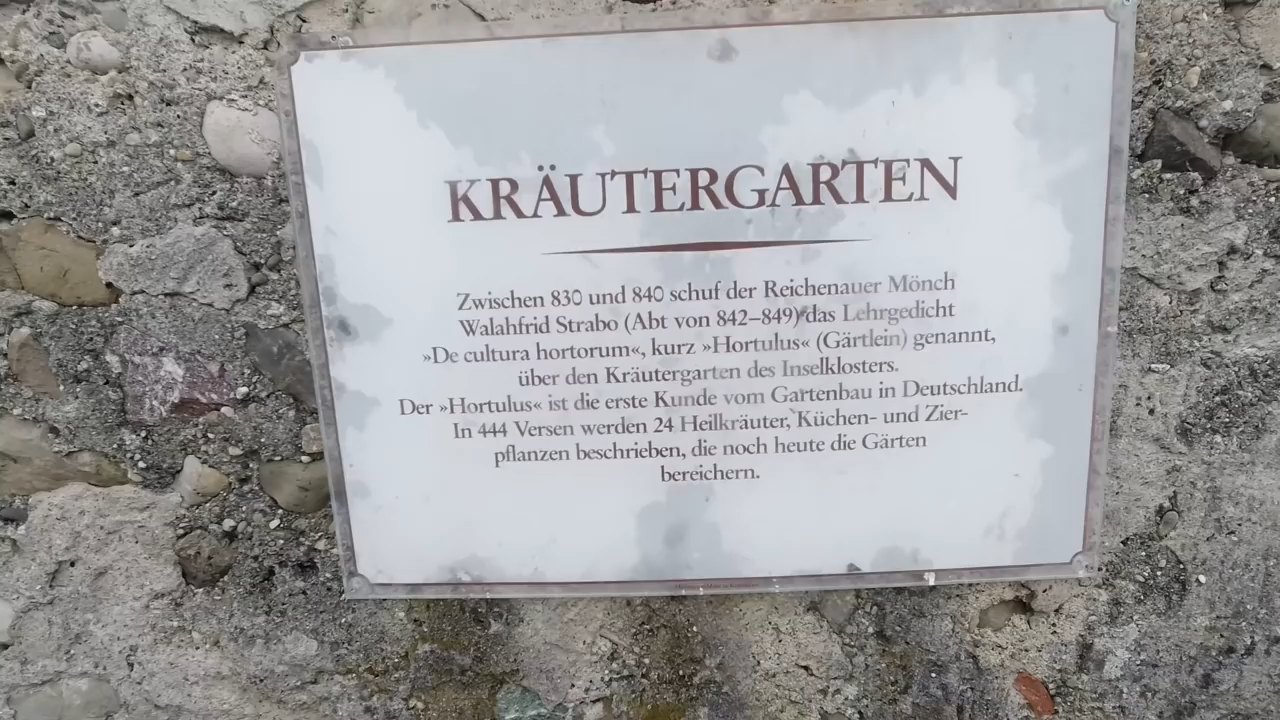 KRÄUTERGARTEN
Zwischen 830 und 840 schuf der Reichenauer Mönch
Walahfrid Strabo (Abt von 842–849) das Lehrgedicht
»De cultura hortorum«, kurz »Hortulus« (Gärtlein) genannt,
über den Kräutergarten des Inselklosters.
Der »Hortulus« ist die erste Kunde vom Gartenbau in Deutschland.
In 444 Versen werden 24 Heilkräuter, Küchen- und Zier-
pflanzen beschrieben, die noch heute die Gärten
bereichern.